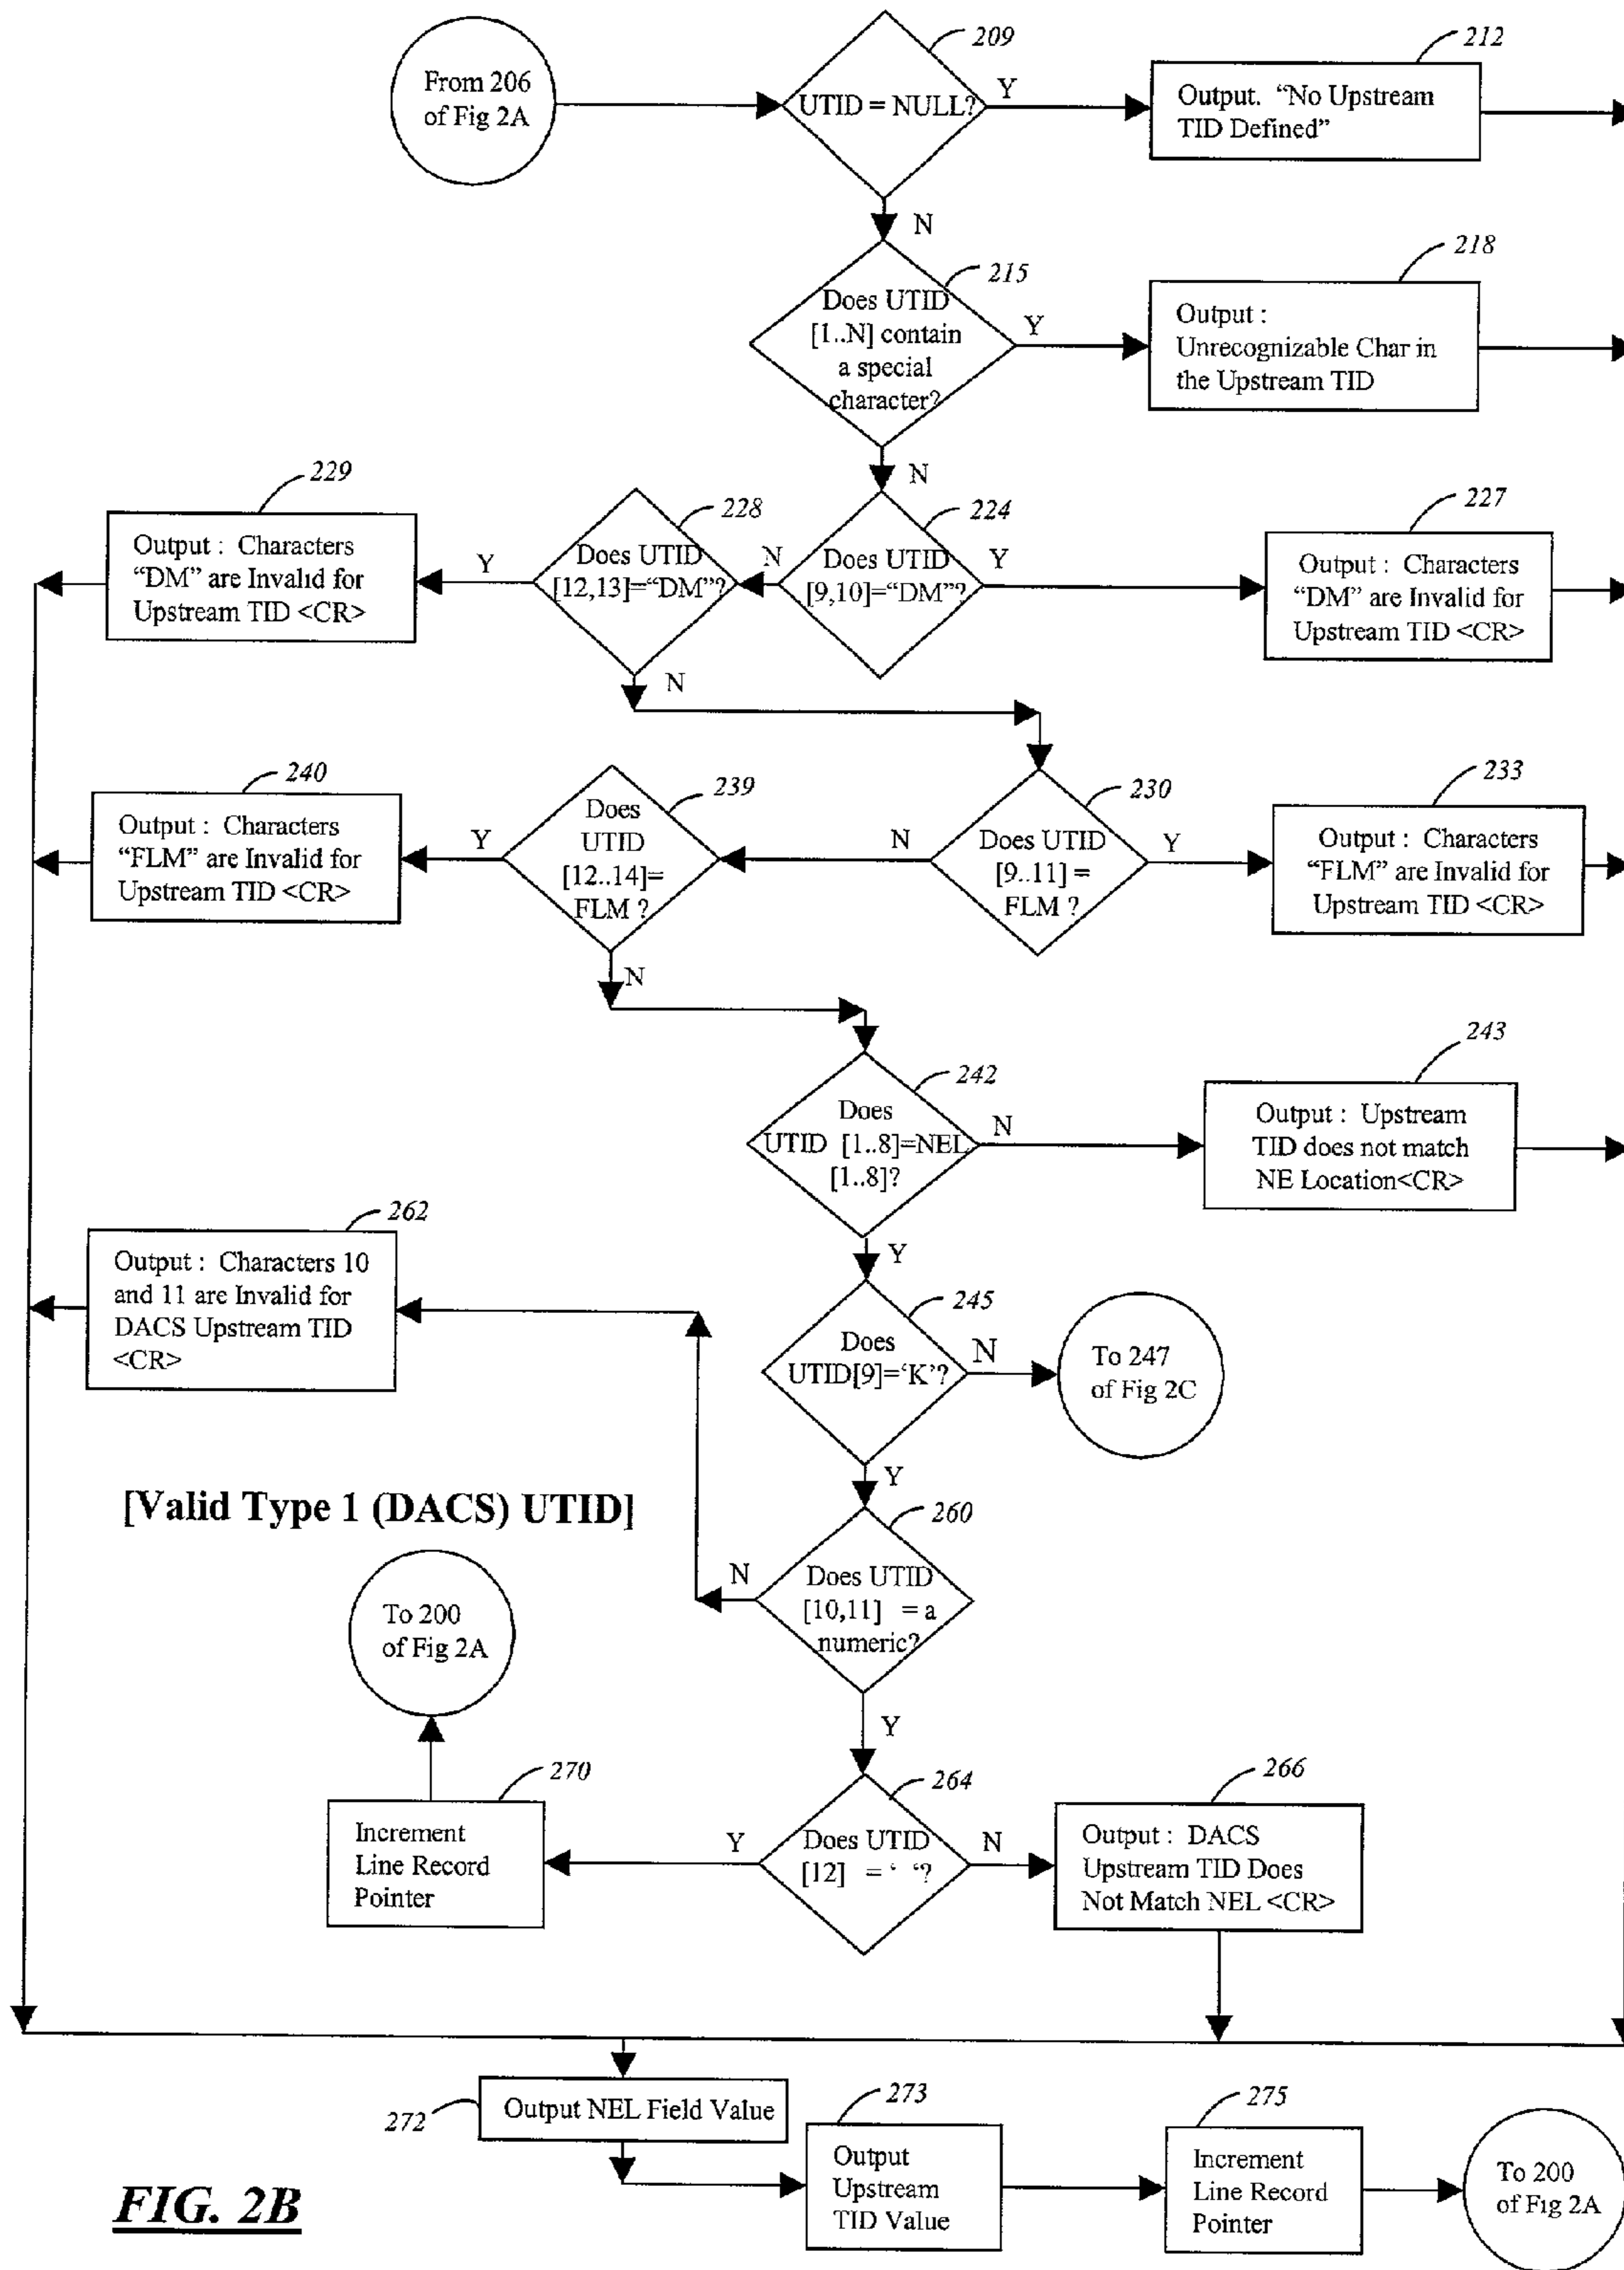 209
212
From 206
of Fig 2A
UTID = NULL?
Y
Output. “No Upstream
TID Defined”
N
215
218
Does UTID
[1..N] contain
a special
character?
Y
Output :
Unrecognizable Char in
the Upstream TID
N
229
228
224
227
Output : Characters
“DM” are Invalid for
Upstream TID <CR>
Y
Does UTID
[12,13]=“DM”?
N
Does UTID
[9,10]=“DM”?
Y
Output : Characters
“DM” are Invalid for
Upstream TID <CR>
N
240
239
230
233
Output : Characters
“FLM” are Invalid for
Upstream TID <CR>
Y
Does
UTID
[12..14]=
FLM ?
N
Does UTID
[9..11] =
FLM ?
Y
Output : Characters
“FLM” are Invalid for
Upstream TID <CR>
N
242
243
Does
UTID [1..8]=NEL
[1..8]?
N
Output : Upstream
TID does not match
NE Location<CR>
Y
262
245
Output : Characters 10
and 11 are Invalid for
DACS Upstream TID
<CR>
Does
UTID[9]=‘K’?
N
To 247
of Fig 2C
Y
[Valid Type 1 (DACS) UTID]
260
N
Does UTID
[10,11] = a
numeric?
To 200
of Fig 2A
Y
270
264
266
Increment
Line Record
Pointer
Y
Does UTID
[12] = ‘ ‘?
N
Output : DACS
Upstream TID Does
Not Match NEL <CR>
272
Output NEL Field Value
273
275
Output
Upstream
TID Value
Increment
Line Record
Pointer
To 200
of Fig 2A
FIG. 2B